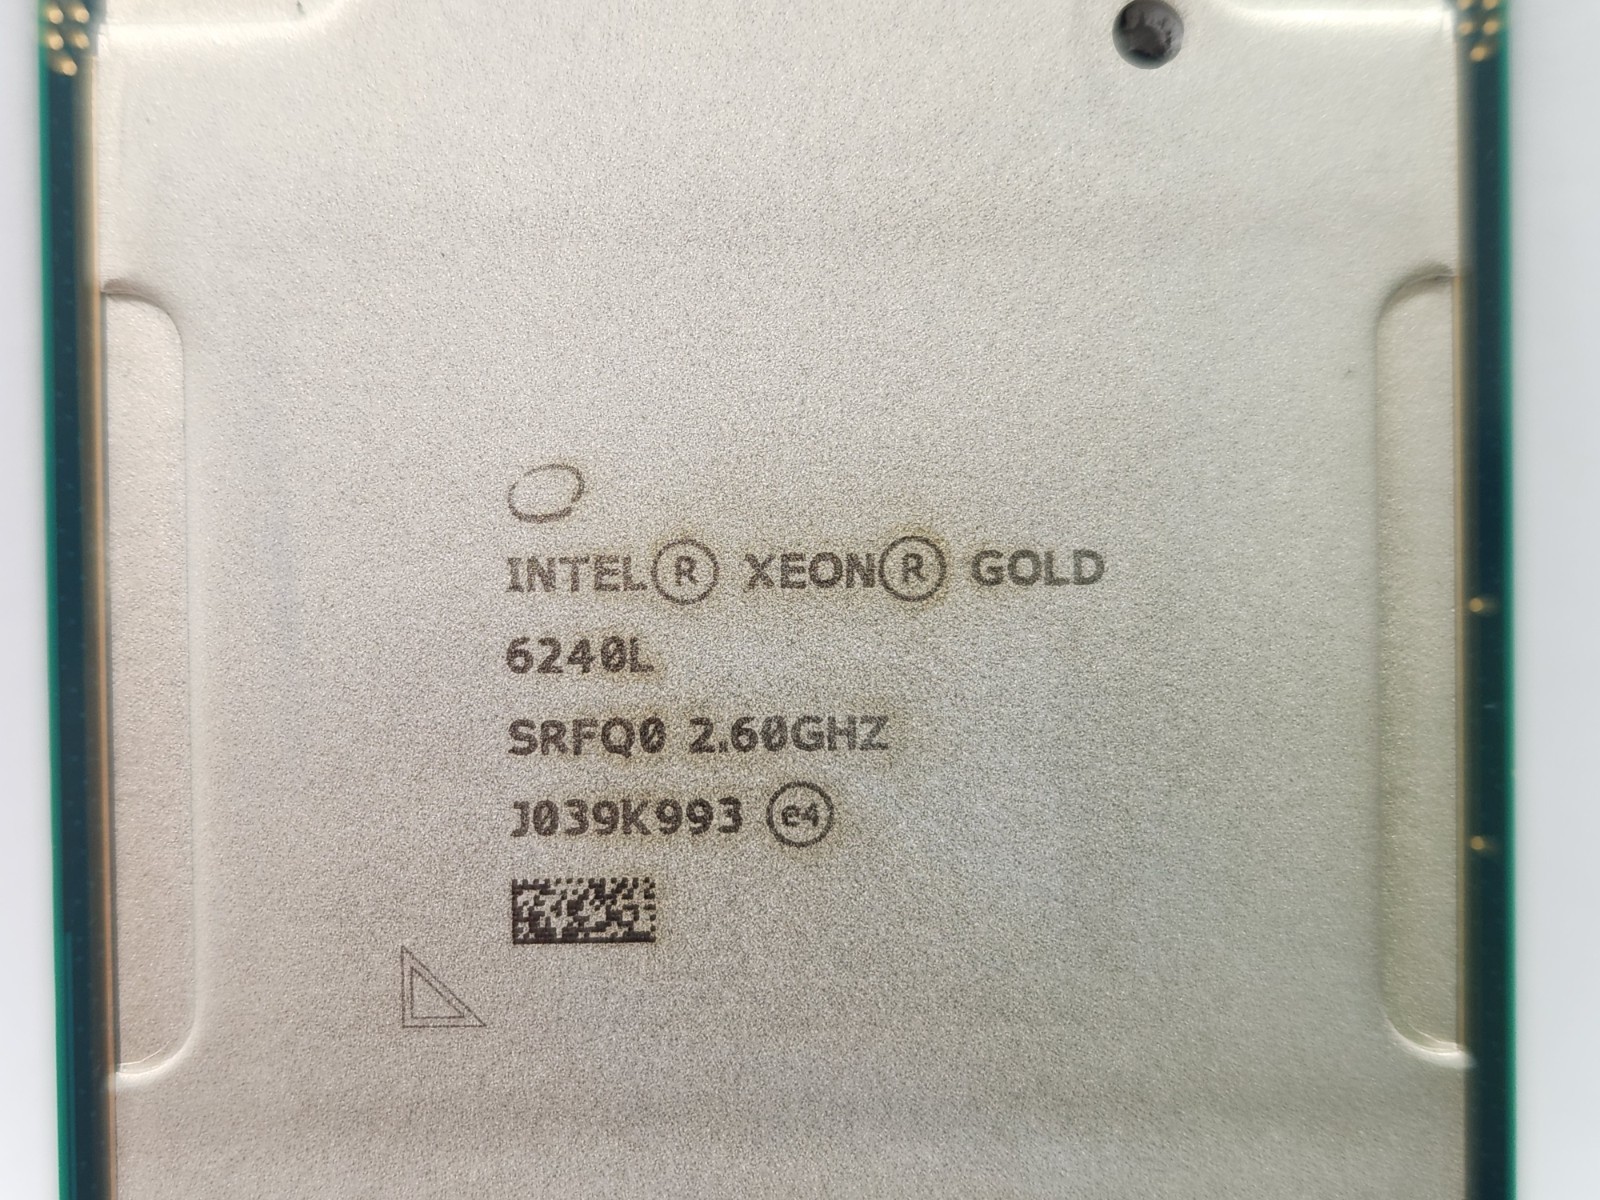 INTEL® XEON® GOLD
6240L
SRFQ0 2.60GHZ
J039K993 e4